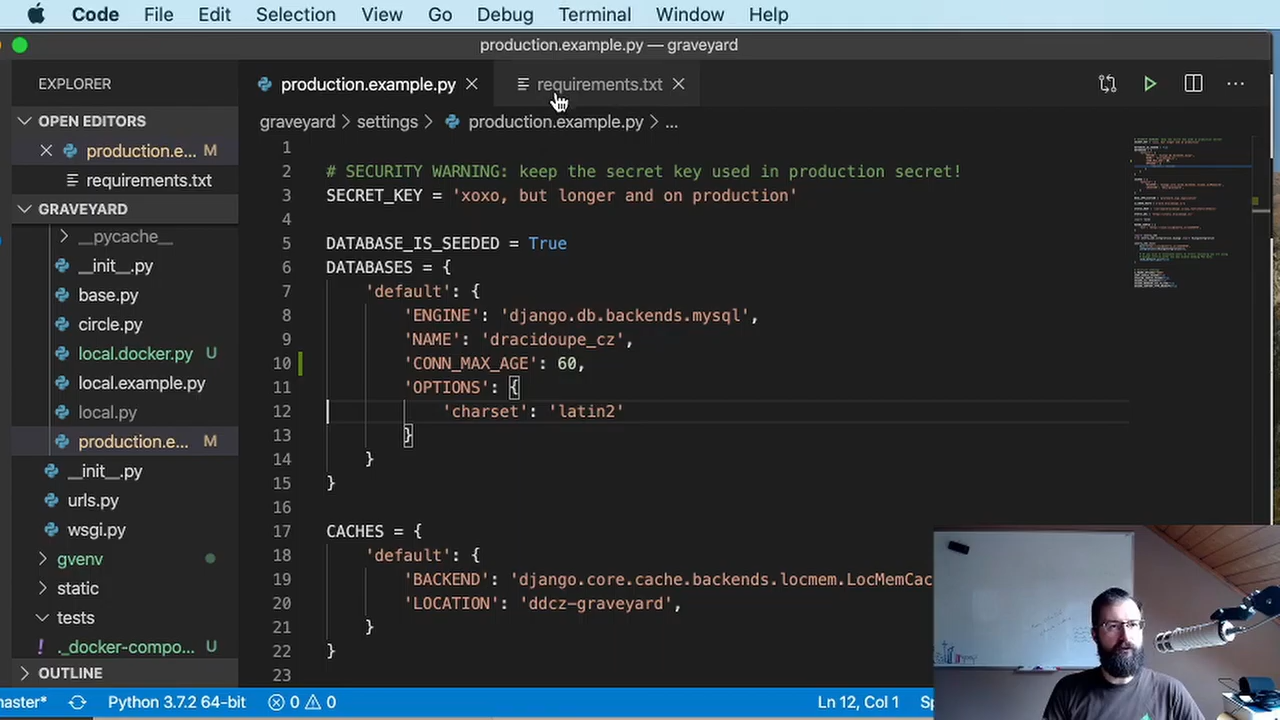 Code File Edit Selection View Go Debug Terminal Window Help
production.example.py — graveyard
EXPLORER
OPEN EDITORS
production.e... M
requirements.txt
GRAVEYARD
__pycache__
__init__.py
base.py
circle.py
local.docker.py U
local.example.py
local.py
production.e... M
__init__.py
urls.py
wsgi.py
gvenv
static
tests
! ._docker-compo... U
OUTLINE
production.example.py requirements.txt
graveyard > settings > production.example.py > ...
1
2 # SECURITY WARNING: keep the secret key used in production secret!
3 SECRET_KEY = 'xoxo, but longer and on production'
4
5 DATABASE_IS_SEEDED = True
6 DATABASES = {
7 'default': {
8 'ENGINE': 'django.db.backends.mysql',
9 'NAME': 'dracidoupe_cz',
10 'CONN_MAX_AGE': 60,
11 'OPTIONS': {
12 'charset': 'latin2'
13 }
14 }
15 }
16
17 CACHES = {
18 'default': {
19 'BACKEND': 'django.core.cache.backends.locmem.LocMemCac
20 'LOCATION': 'ddcz-graveyard',
21 }
22 }
23
naster* Python 3.7.2 64-bit 0 0 Ln 12, Col 1